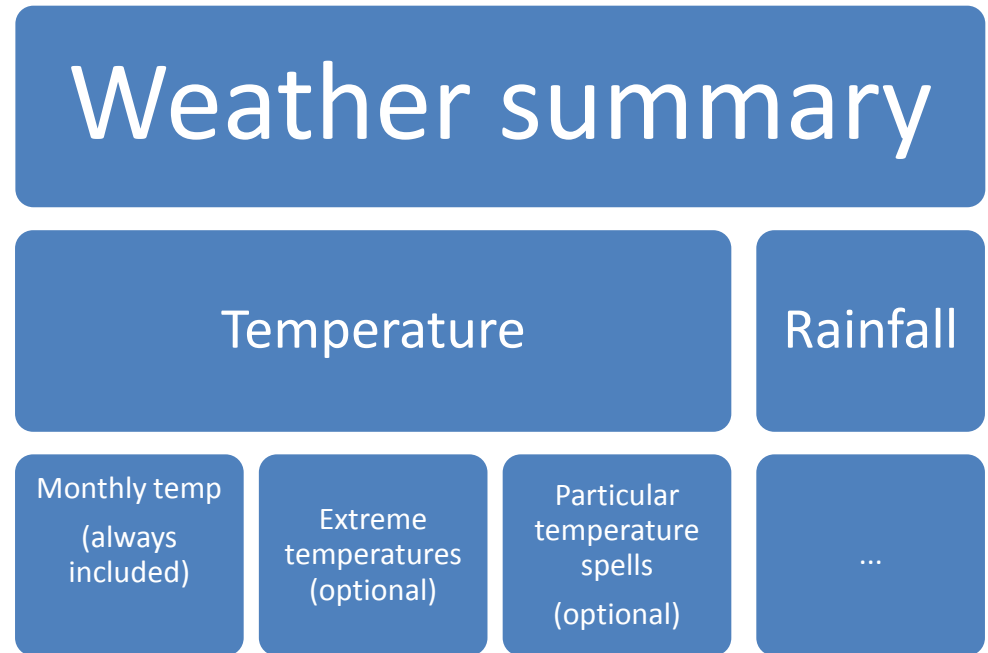 Weather summary
Temperature
Rainfall
Monthly temp
(always
included)
Extreme
temperatures
(optional)
Particular
temperature
spells
(optional)
...